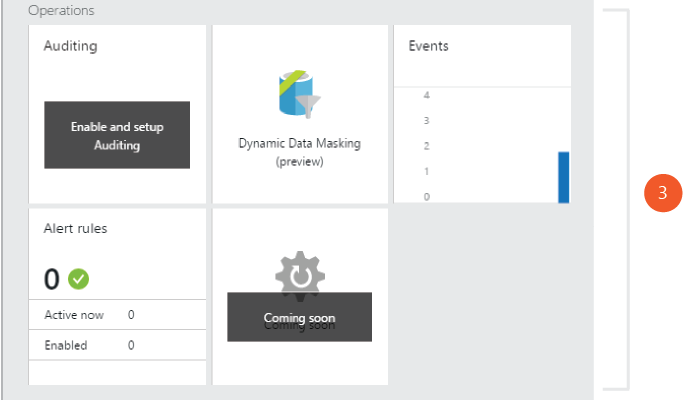 Operations
Auditing
Enable and setup
Auditing
Dynamic Data Masking
(preview)
Events
4
3
2
1
0
3
Alert rules
0
Active now 0
Enabled 0
Coming soon
Coming soon